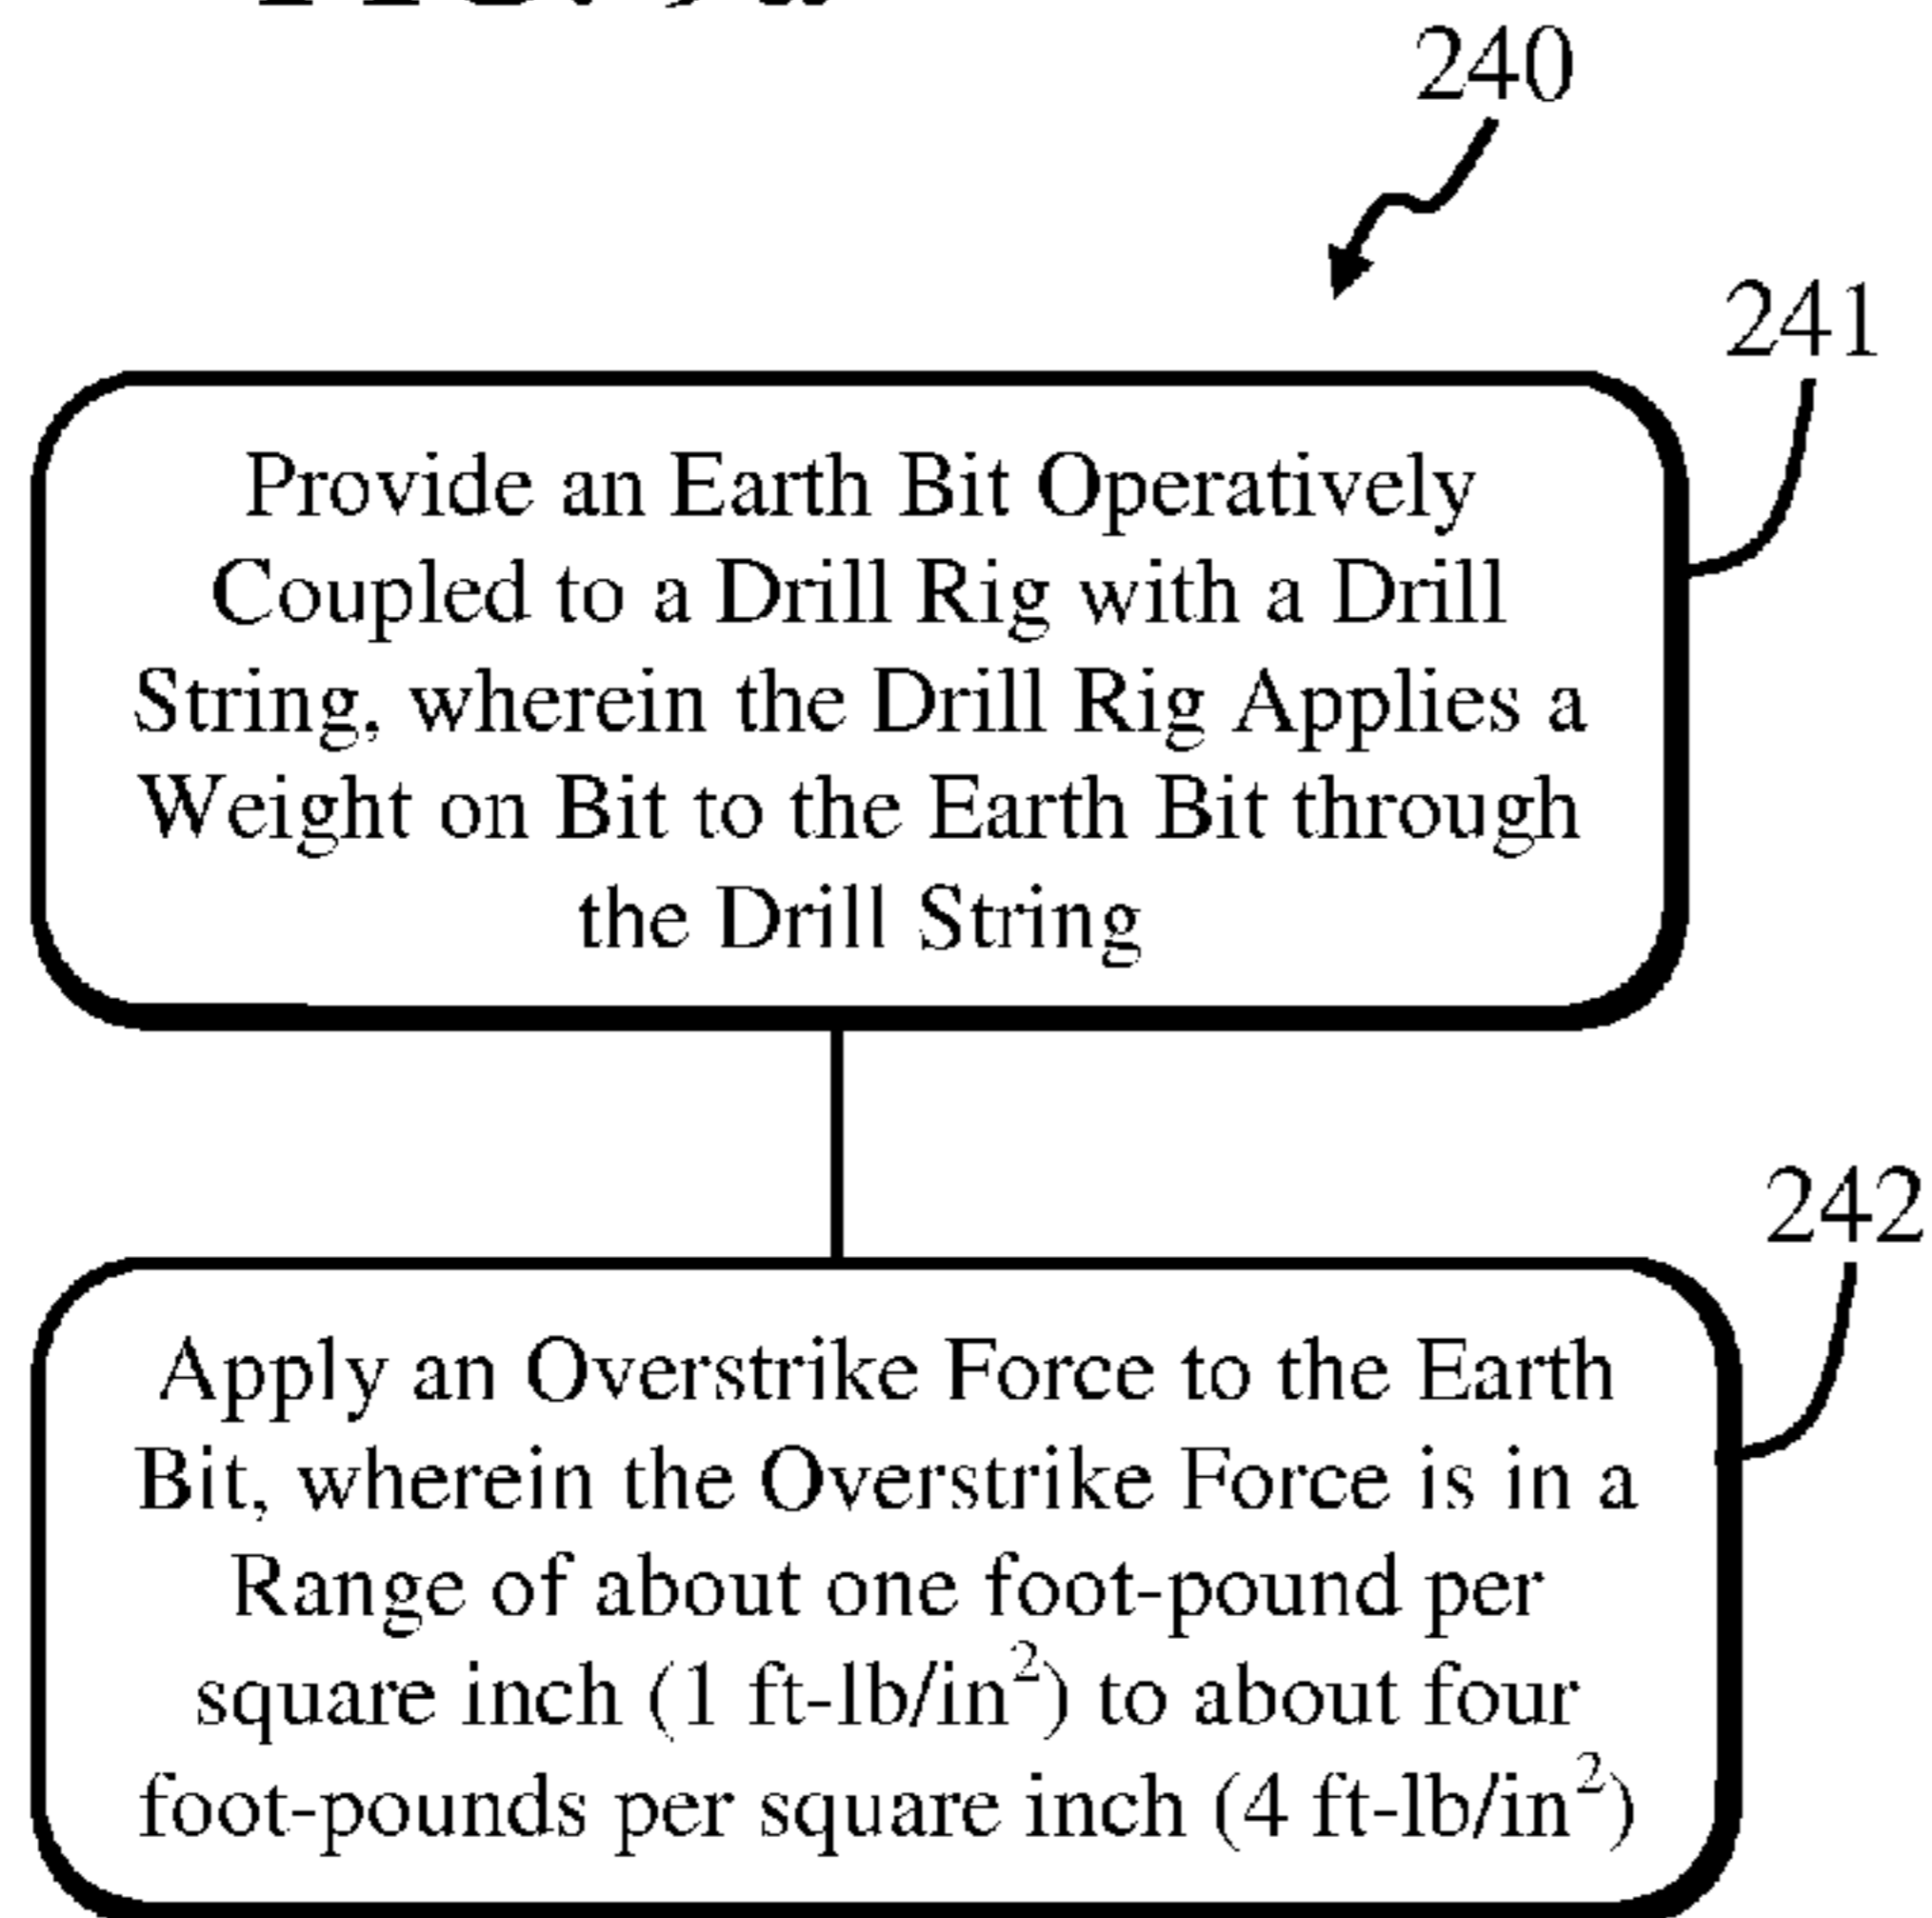 240
241
Provide an Earth Bit Operatively
Coupled to a Drill Rig with a Drill
String, wherein the Drill Rig Applies a
Weight on Bit to the Earth Bit through
the Drill String
242
Apply an Overstrike Force to the Earth
Bit, wherein the Overstrike Force is in a
Range of about one foot-pound per
square inch (1 ft-lb/in²) to about four
foot-pounds per square inch (4 ft-lb/in²)